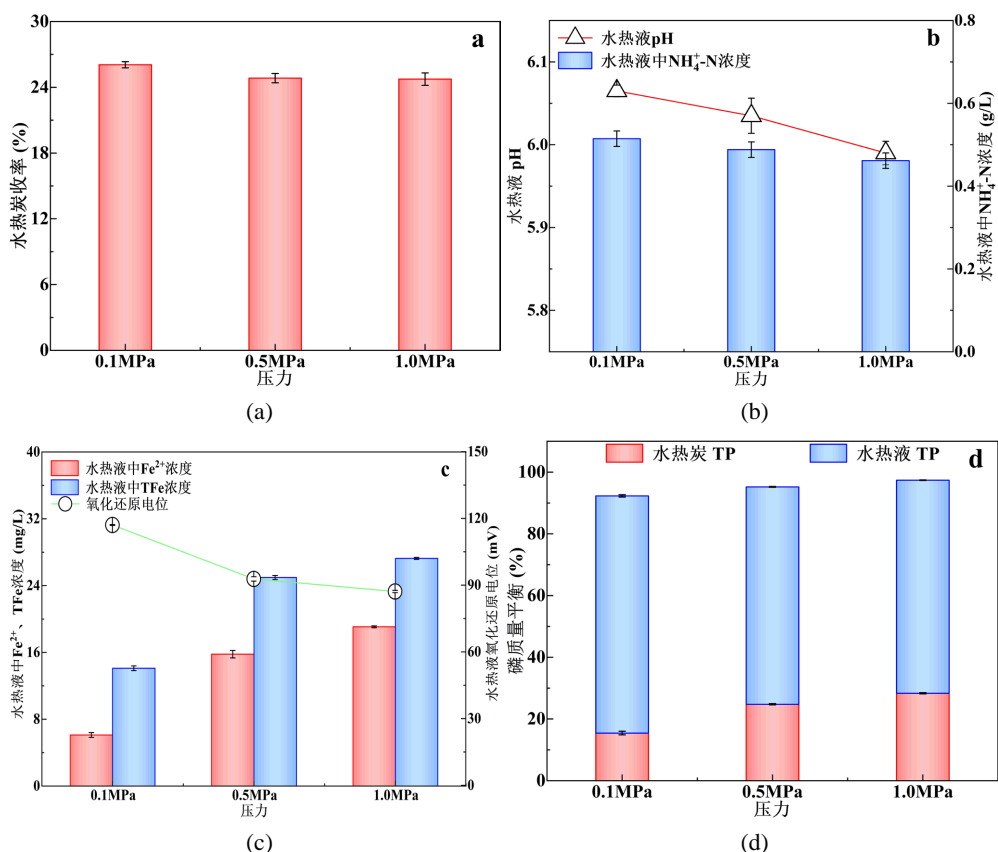 30
24
18
12
6
0
水热炭收率 (%)
a
0.1MPa
0.5MPa
1.0MPa
压力
(a)
6.1
6.0
5.9
5.8
水热液 pH
水热液pH
水热液中NH₄⁺-N浓度
b
0.8
0.6
0.4
0.2
0.0
水热液中NH₄⁺-N浓度 (g/L)
0.1MPa
0.5MPa
1.0MPa
压力
(b)
40
32
24
16
8
0
水热液中Fe²⁺、TFe浓度 (mg/L)
水热液中Fe²⁺浓度
水热液中TFe浓度
氧化还原电位
c
150
120
90
60
30
0
水热液氧化还原电位 (mV)
0.1MPa
0.5MPa
1.0MPa
压力
(c)
100
80
60
40
20
0
磷质量平衡 (%)
水热炭 TP
水热液 TP
d
0.1MPa
0.5MPa
1.0MPa
压力
(d)